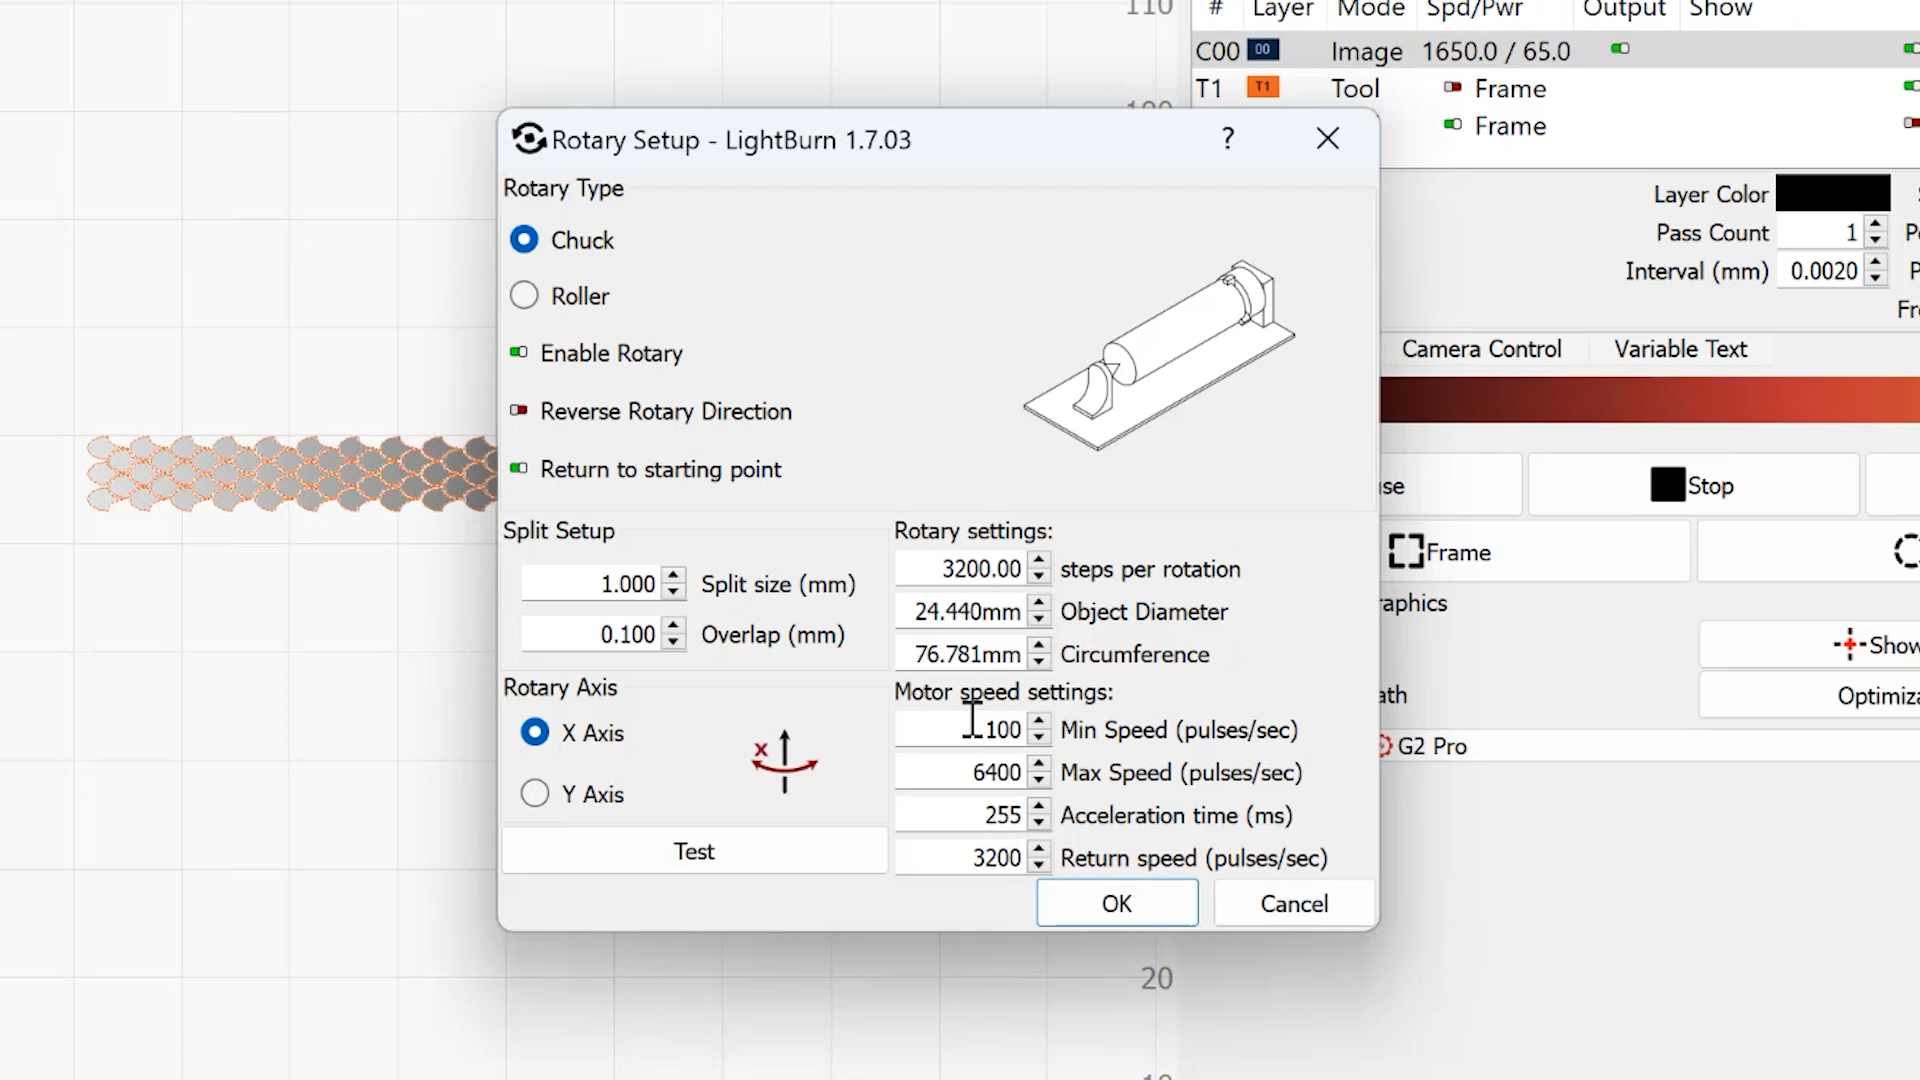 110
# Layer Mode Spd/Pwr Output Show
C00 00 Image 1650.0 / 65.0
T1 T1 Tool Frame
Frame
Rotary Setup - LightBurn 1.7.03 ?
Rotary Type
Chuck
Roller
Enable Rotary
Reverse Rotary Direction
Return to starting point
Split Setup
1.000 Split size (mm)
0.100 Overlap (mm)
Rotary settings:
3200.00 steps per rotation
24.440mm Object Diameter
76.781mm Circumference
Rotary Axis
X Axis
Y Axis
X
Test
Motor speed settings:
100 Min Speed (pulses/sec)
6400 Max Speed (pulses/sec)
255 Acceleration time (ms)
3200 Return speed (pulses/sec)
OK Cancel
Layer Color
Pass Count 1
Interval (mm) 0.0020
Camera Control Variable Text
Stop
Frame
raphics
Show
ath
Optimiza
G2 Pro
20